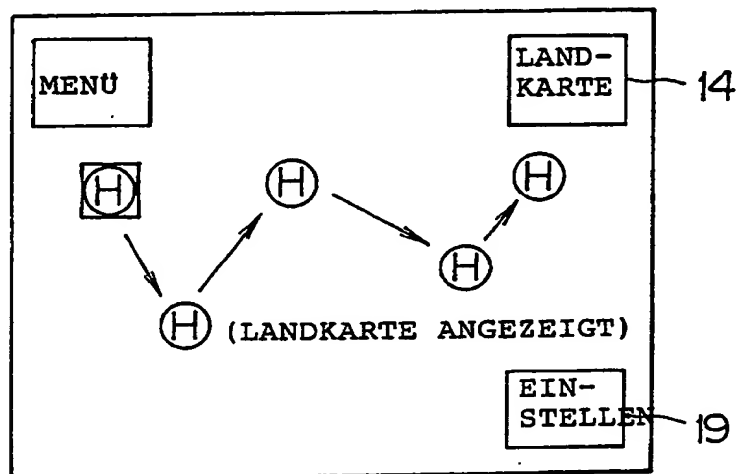 MENÜ
LAND-
KARTE
14
H
H
H
H
H
(LANDKARTE ANGEZEIGT)
EIN-
STELLEN
19